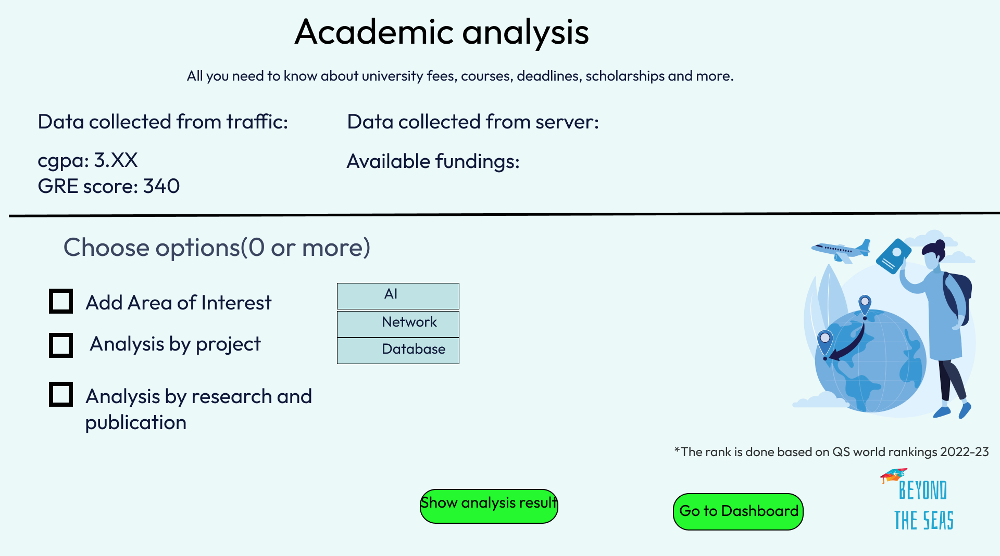 Academic analysis
All you need to know about university fees, courses, deadlines, scholarships and more.
Data collected from traffic:
cgpa: 3.XX
GRE score: 340
Data collected from server:
Available fundings:
Choose options(0 or more)
Add Area of Interest
Analysis by project
Analysis by research and
publication
AI
Network
Database
*The rank is done based on QS world rankings 2022-23
Show analysis result
Go to Dashboard
BEYOND
THE SEAS